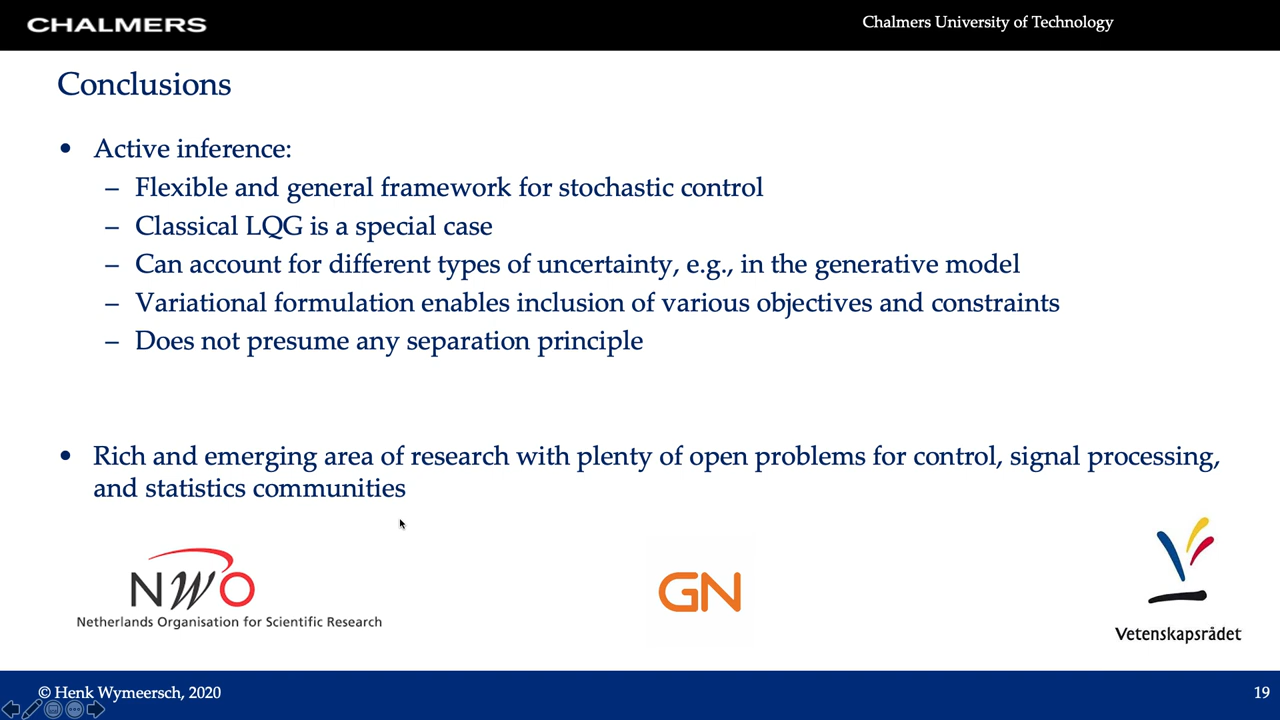 CHALMERS
Chalmers University of Technology
Conclusions
• Active inference:
– Flexible and general framework for stochastic control
– Classical LQG is a special case
– Can account for different types of uncertainty, e.g., in the generative model
– Variational formulation enables inclusion of various objectives and constraints
– Does not presume any separation principle
• Rich and emerging area of research with plenty of open problems for control, signal processing,
and statistics communities
NWO
Netherlands Organisation for Scientific Research
GN
Vetenskapsrådet
© Henk Wymeersch, 2020
19